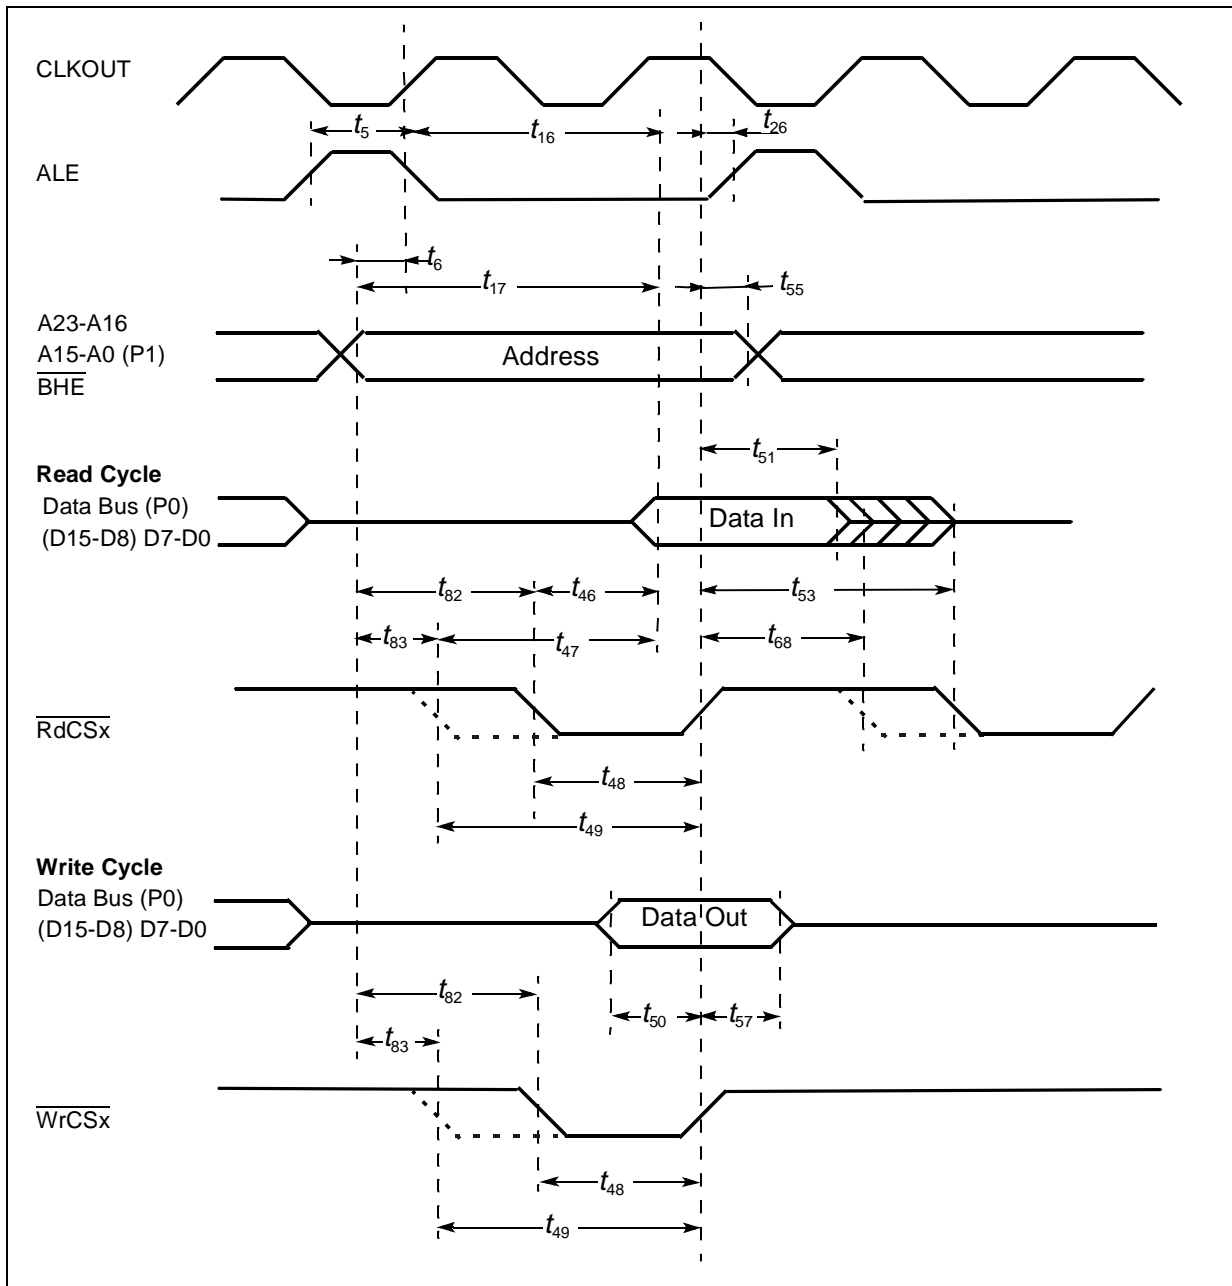 CLKOUT
t5 t16 t26
ALE
t6
t17 t55
A23-A16
A15-A0 (P1)
Address
BHE
t51
Read Cycle
Data Bus (P0)
Data In
(D15-D8) D7-D0
t82 t46 t53
t83 t47 t68
RdCSx
t48
t49
Write Cycle
Data Bus (P0)
Data Out
(D15-D8) D7-D0
t82
t50 t57
t83
WrCSx
t48
t49